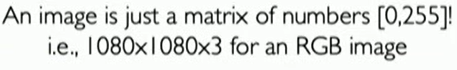 An image is just a matrix of numbers [0,255]!
i.e., 1080x1080x3 for an RGB image